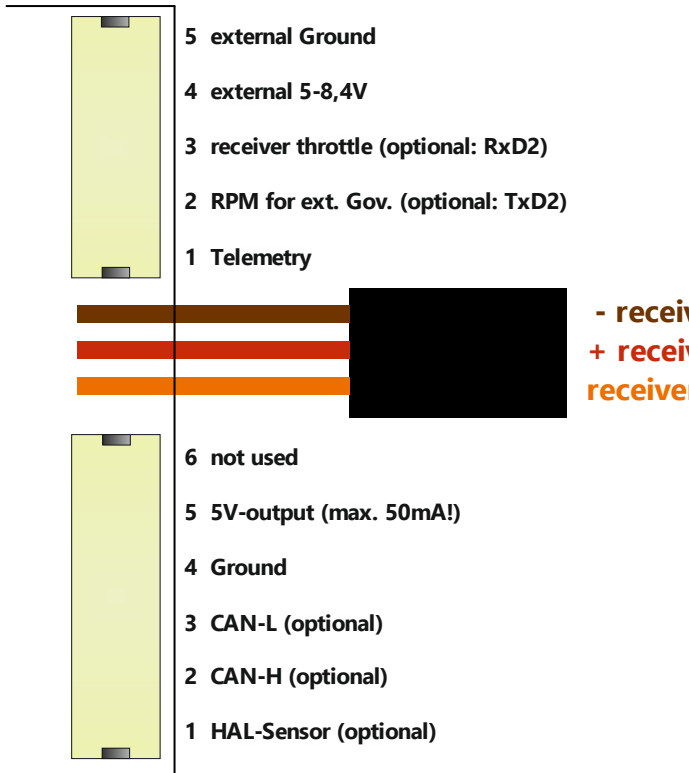 5 external Ground
4 external 5-8,4V
3 receiver throttle (optional: RxD2)
2 RPM for ext. Gov. (optional: TxD2)
1 Telemetry
-
+
6 not used
5 5V-output (max. 50mA!)
4 Ground
3 CAN-L (optional)
2 CAN-H (optional)
1 HAL-Sensor (optional)